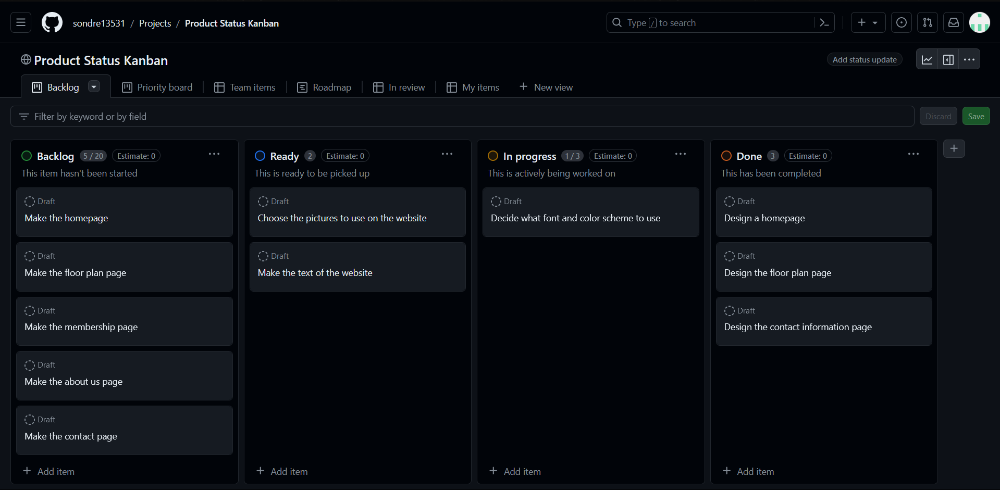 sondre13531 / Projects / Product Status Kanban
Type / to search
Product Status Kanban
Add status update
Backlog
Priority board
Team items
Roadmap
In review
My items
New view
Filter by keyword or by field
Discard
Save
Backlog 5 / 20 Estimate: 0
This item hasn't been started
Draft
Make the homepage
Draft
Make the floor plan page
Draft
Make the membership page
Draft
Make the about us page
Draft
Make the contact page
+ Add item
Ready 2 Estimate: 0
This is ready to be picked up
Draft
Choose the pictures to use on the website
Draft
Make the text of the website
+ Add item
In progress 1 / 3 Estimate: 0
This is actively being worked on
Draft
Decide what font and color scheme to use
+ Add item
Done 3 Estimate: 0
This has been completed
Draft
Design a homepage
Draft
Design the floor plan page
Draft
Design the contact information page
+ Add item